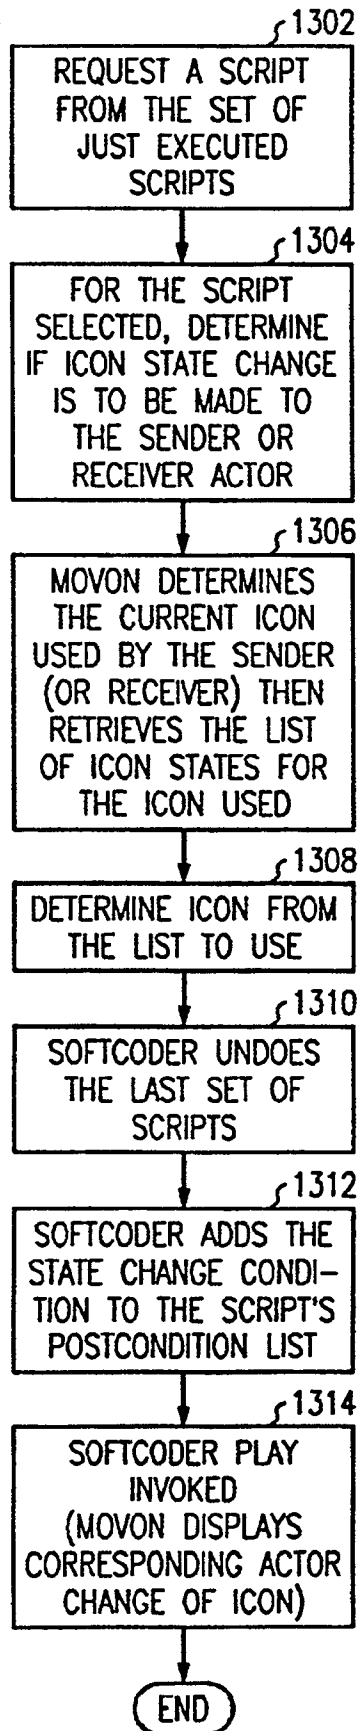 1302
REQUEST A SCRIPT
FROM THE SET OF
JUST EXECUTED
SCRIPTS
1304
FOR THE SCRIPT
SELECTED, DETERMINE
IF ICON STATE CHANGE
IS TO BE MADE TO
THE SENDER OR
RECEIVER ACTOR
1306
MOVON DETERMINES
THE CURRENT ICON
USED BY THE SENDER
(OR RECEIVER) THEN
RETRIEVES THE LIST
OF ICON STATES FOR
THE ICON USED
1308
DETERMINE ICON FROM
THE LIST TO USE
1310
SOFTCODER UNDOES
THE LAST SET OF
SCRIPTS
1312
SOFTCODER ADDS THE
STATE CHANGE CONDI-
TION TO THE SCRIPT'S
POSTCONDITION LIST
1314
SOFTCODER PLAY
INVOKED
(MOVON DISPLAYS
CORRESPONDING ACTOR
CHANGE OF ICON)
END